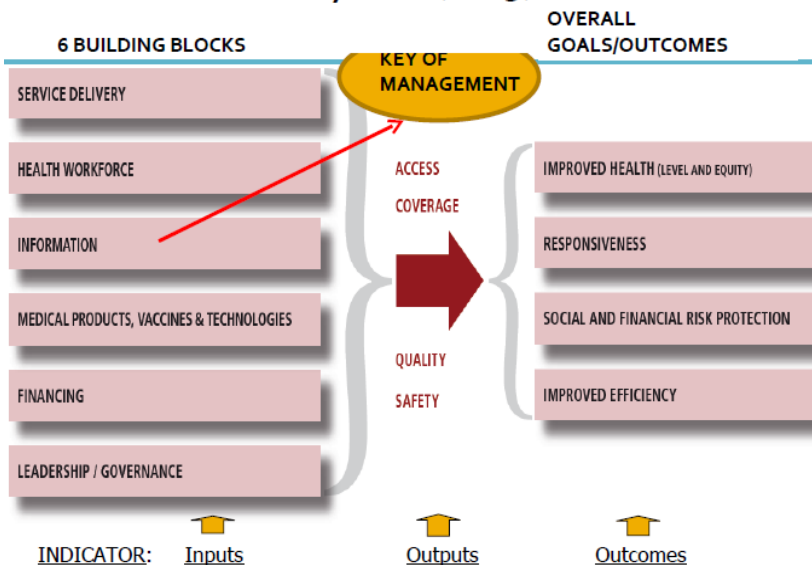 6 BUILDING BLOCKS
OVERALL
GOALS/OUTCOMES
KEY OF
MANAGEMENT
SERVICE DELIVERY
HEALTH WORKFORCE
INFORMATION
MEDICAL PRODUCTS, VACCINES & TECHNOLOGIES
FINANCING
LEADERSHIP / GOVERNANCE
ACCESS
COVERAGE
QUALITY
SAFETY
IMPROVED HEALTH (LEVEL AND EQUITY)
RESPONSIVENESS
SOCIAL AND FINANCIAL RISK PROTECTION
IMPROVED EFFICIENCY
INDICATOR: Inputs Outputs Outcomes